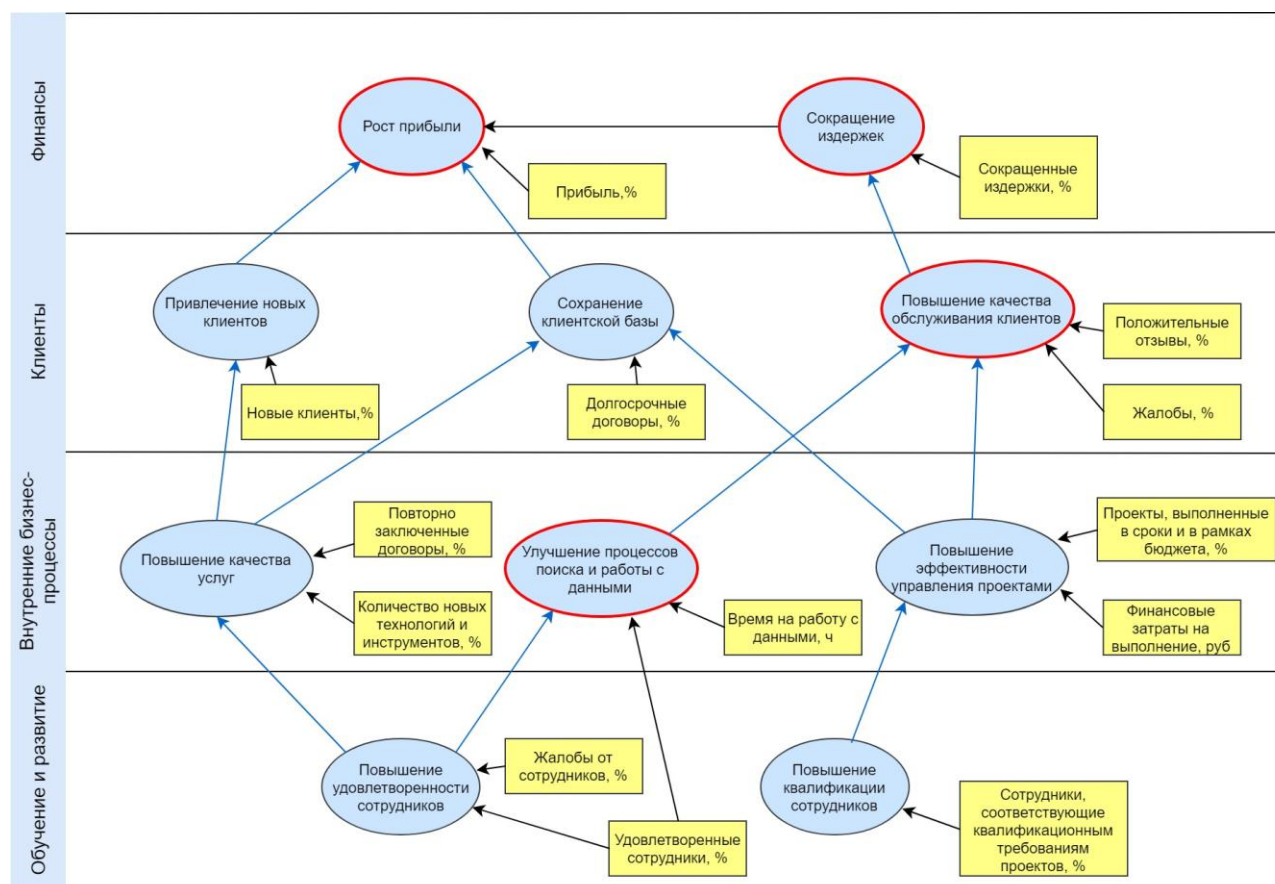 Финансы
Рост прибыли
Сокращение
издержек
Прибыль,%
Сокращенные
издержки, %
Клиенты
Привлечение новых
клиентов
Сохранение
клиентской базы
Повышение качества
обслуживания клиентов
Новые клиенты,%
Долгосрочные
договоры, %
Положительные
отзывы, %
Жалобы, %
Внутренние бизнес-
процессы
Повышение качества
услуг
Повторно
заключенные
договоры, %
Количество новых
технологий и
инструментов, %
Улучшение процессов
поиска и работы с
данными
Время на работу с
данными, ч
Повышение
эффективности
управления проектами
Проекты, выполненные
в сроки и в рамках
бюджета, %
Финансовые
затраты на
выполнение, руб
Обучение и развитие
Повышение
удовлетворенности
сотрудников
Жалобы от
сотрудников, %
Удовлетворенные
сотрудники, %
Повышение
квалификации
сотрудников
Сотрудники,
соответствующие
квалификационным
требованиям
проектов, %